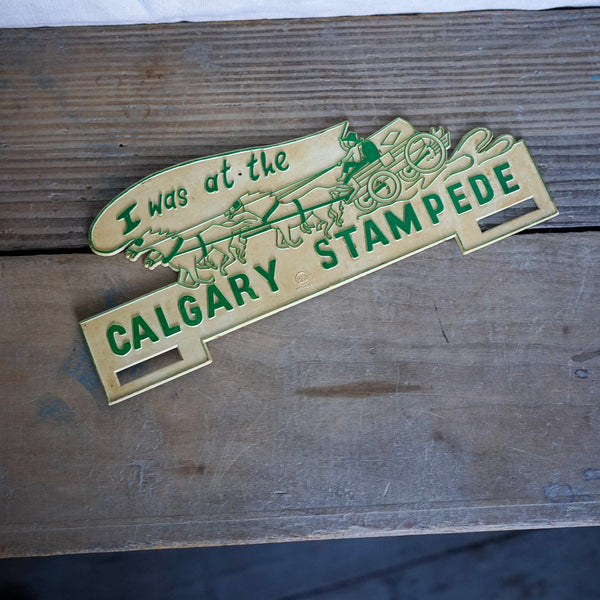 I was at the
CALGARY STAMPEDE